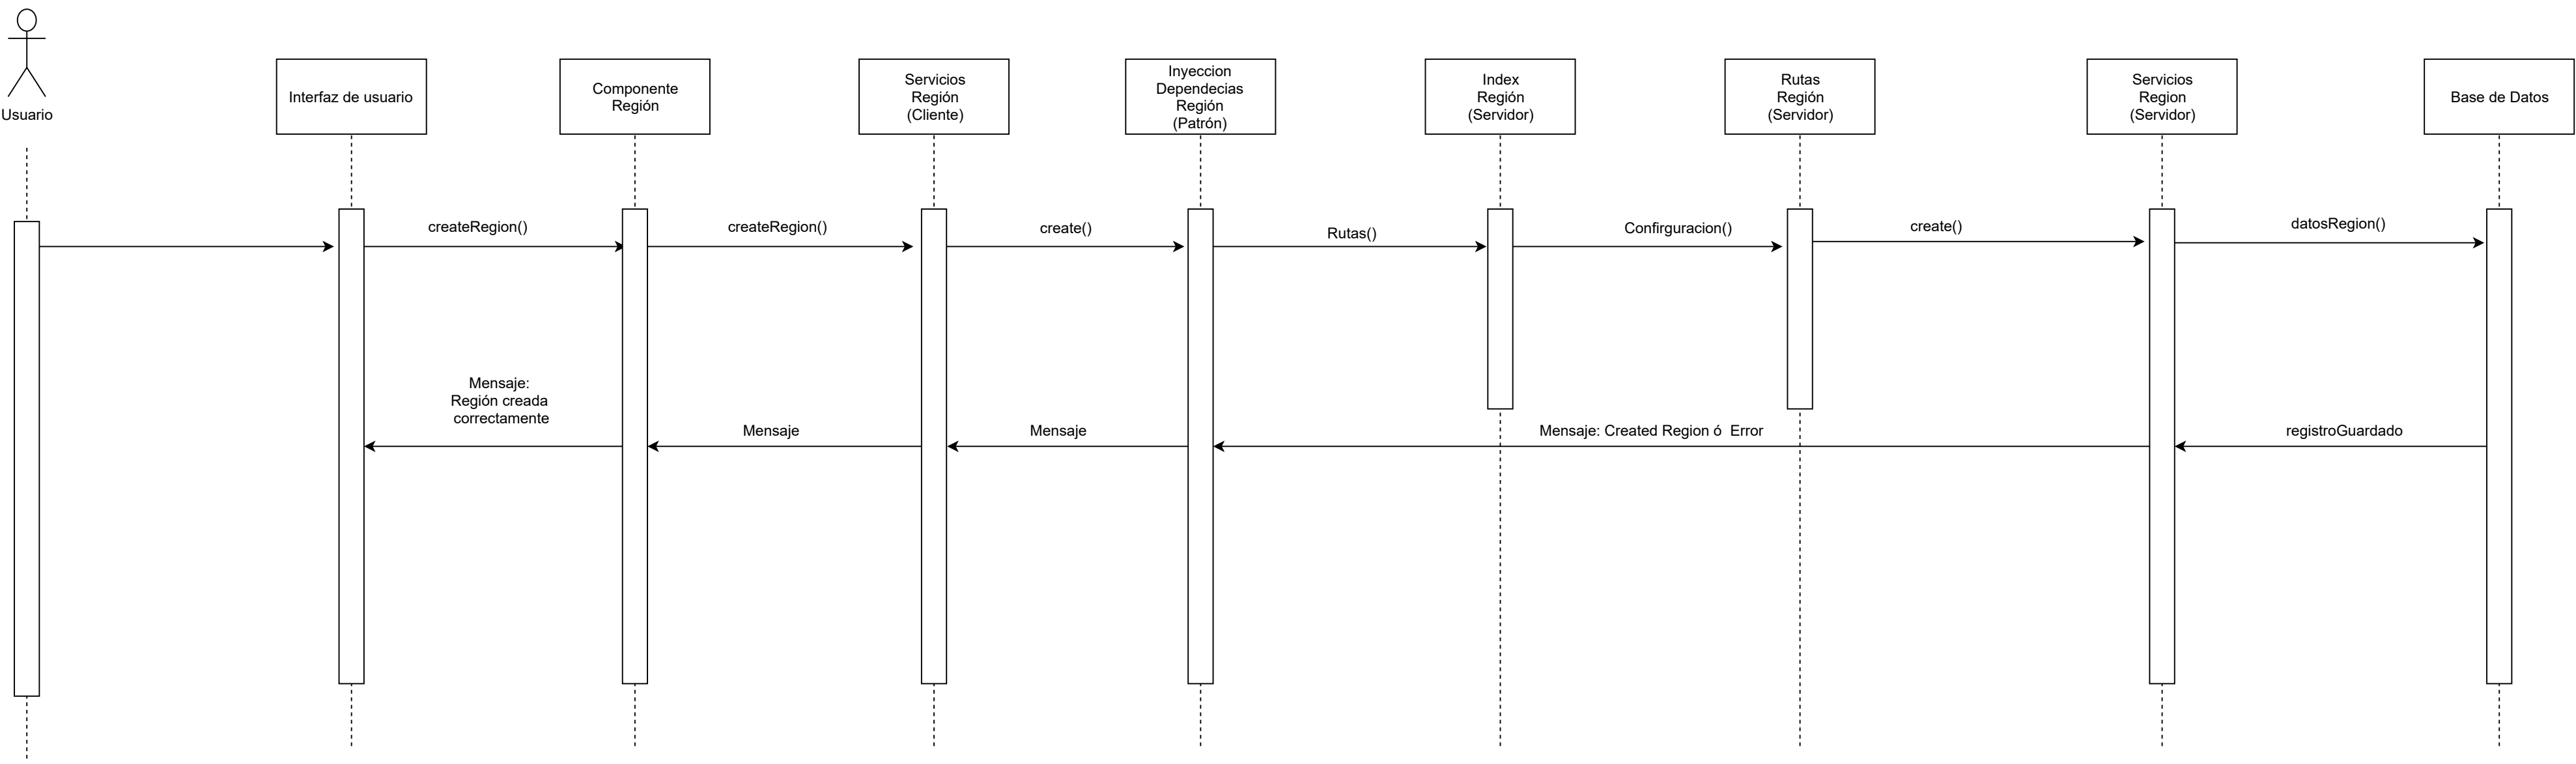 Usuario
Interfaz de usuario
Componente
Región
Servicios
Región
(Cliente)
Inyeccion
Dependecias
Región
(Patrón)
Index
Región
(Servidor)
Rutas
Región
(Servidor)
Servicios
Region
(Servidor)
Base de Datos
createRegion()
createRegion()
create()
Rutas()
Confirguracion()
create()
datosRegion()
Mensaje:
Región creada
correctamente
Mensaje
Mensaje
Mensaje: Created Region ó Error
registroGuardado